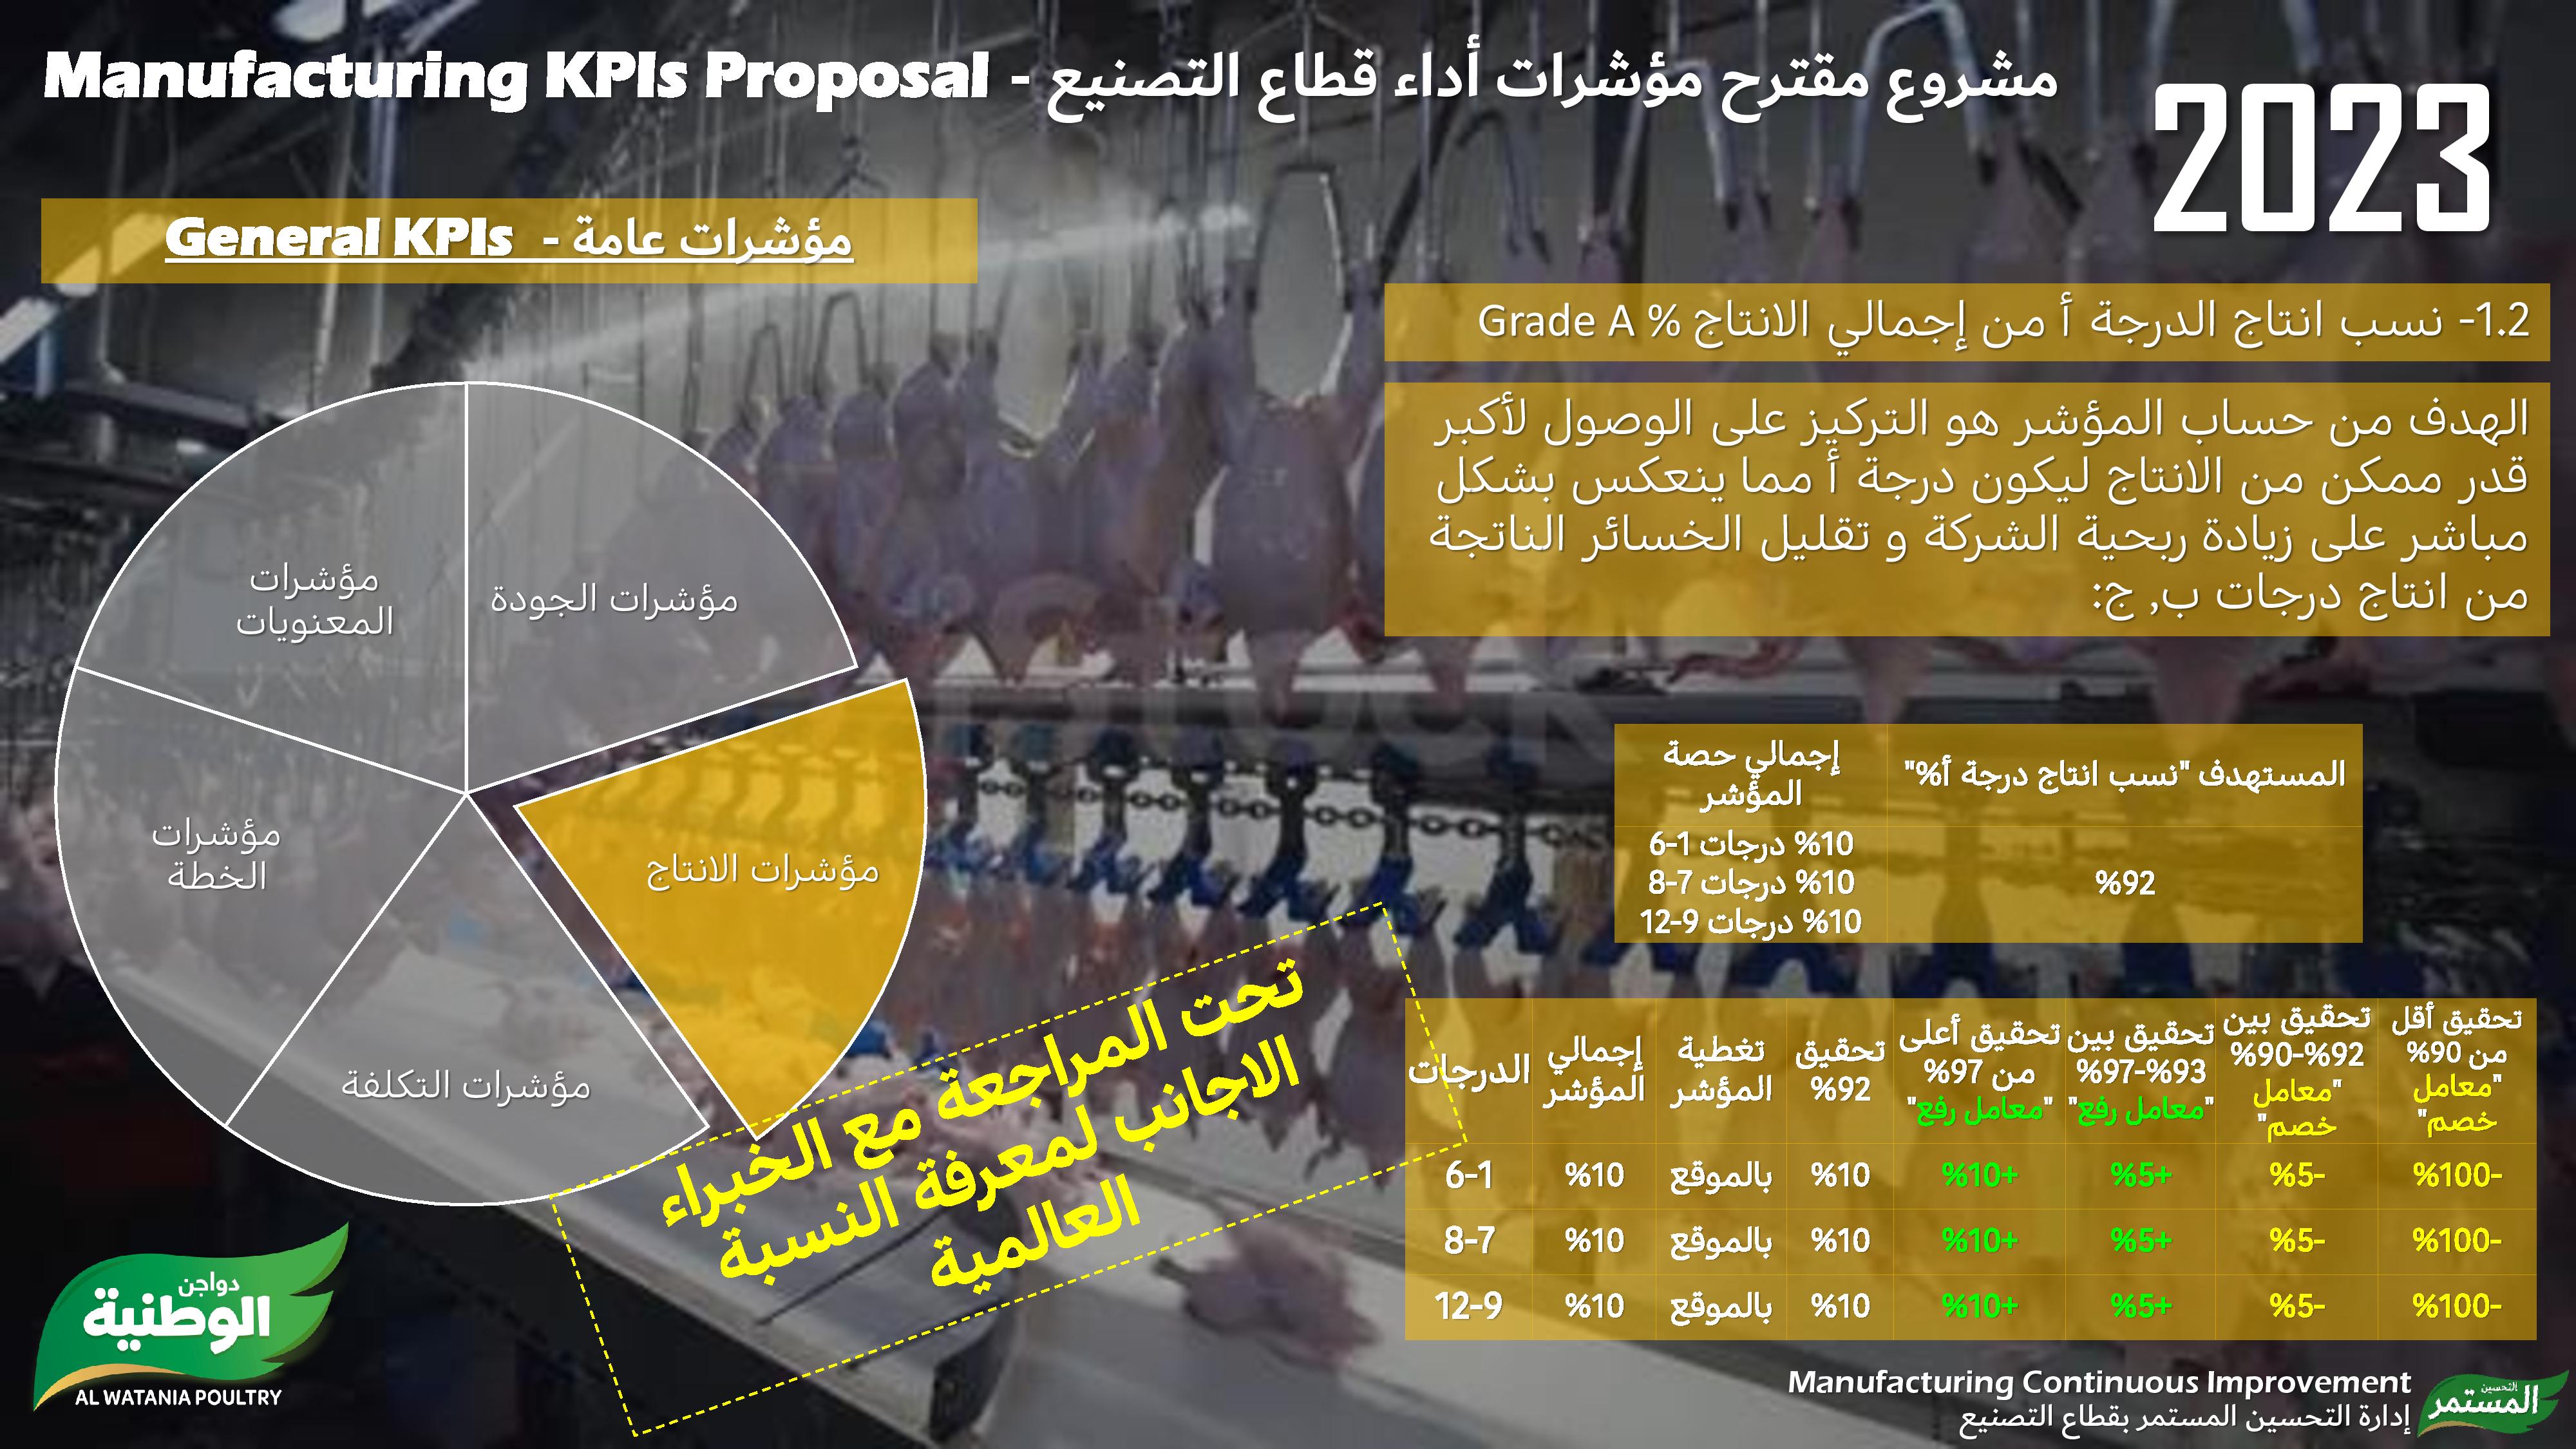 مشروع مقترح مؤشرات أداء قطاع التصنيع - Manufacturing KPIs Proposal
2023
مؤشرات عامة - General KPIs
1.2- نسب انتاج الدرجة أ من إجمالي الانتاج % Grade A
الهدف من حساب المؤشر هو التركيز على الوصول لأكبر
قدر ممكن من الانتاج ليكون درجة أ مما ينعكس بشكل
مباشر على زيادة ربحية الشركة و تقليل الخسائر الناتجة
من انتاج درجات ب, ج:
مؤشرات الجودة
مؤشرات
المعنويات
مؤشرات
الخطة
مؤشرات الانتاج
مؤشرات التكلفة
المستهدف "نسب انتاج درجة أ%"
إجمالي حصة
المؤشر
%92
%10 درجات 1-6
%10 درجات 7-8
%10 درجات 9-12
تحت المراجعة مع الخبراء
الاجانب لمعرفة النسبة
العالمية
تحقيق أقل
من 90%
"معامل
خصم"
تحقيق بين
92%-90%
"معامل
خصم"
تحقيق بين
93%-97%
"معامل رفع"
تحقيق أعلى
من 97%
"معامل رفع"
تحقيق
92%
تغطية
المؤشر
إجمالي
المؤشر
الدرجات
-100% -5% +5% +10% 10% بالموقع 10% 1-6
-100% -5% +5% +10% 10% بالموقع 10% 7-8
-100% -5% +5% +10% 10% بالموقع 10% 9-12
دواجن
الوطنية
AL WATANIA POULTRY
Manufacturing Continuous Improvement
إدارة التحسين المستمر بقطاع التصنيع
التحسين
المستمر